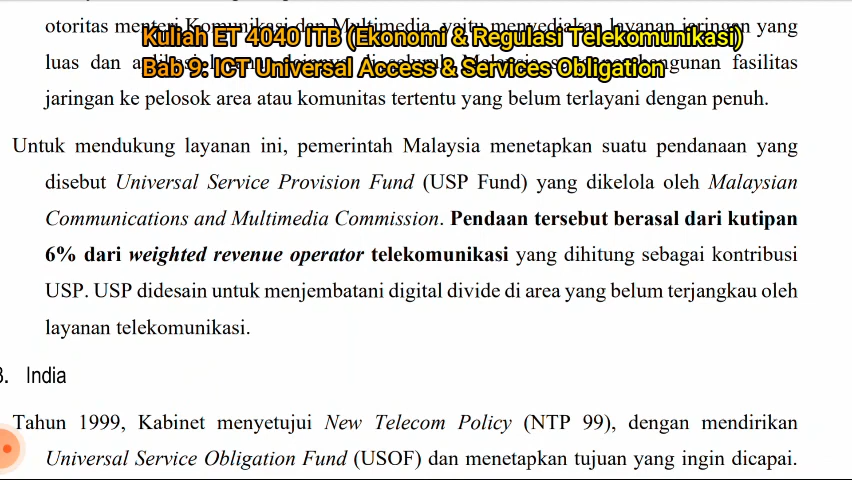 otoritas menteri Komunikasi dan Multimedia, yaitu menyediakan layanan jaringan yang
Kuliah ET 4040 ITB (Ekonomi & Regulasi Telekomunikasi)
luas dan di seluruh Malaysia fasilitas
Bab 9: ICT Universal Access & Services Obligation
jaringan ke pelosok area atau komunitas tertentu yang belum terlayani dengan penuh.
Untuk mendukung layanan ini, pemerintah Malaysia menetapkan suatu pendanaan yang
disebut Universal Service Provision Fund (USP Fund) yang dikelola oleh Malaysian
Communications and Multimedia Commission. Pendaan tersebut berasal dari kutipan
6% dari weighted revenue operator telekomunikasi yang dihitung sebagai kontribusi
USP. USP didesain untuk menjembatani digital divide di area yang belum terjangkau oleh
layanan telekomunikasi.
3. India
Tahun 1999, Kabinet menyetujui New Telecom Policy (NTP 99), dengan mendirikan
Universal Service Obligation Fund (USOF) dan menetapkan tujuan yang ingin dicapai.